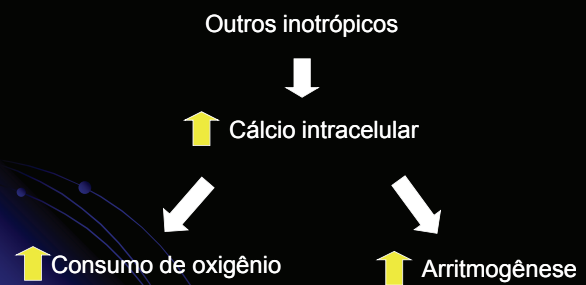 Outros inotrópicos
Cálcio intracelular
Consumo de oxigênio
Arritmogênese